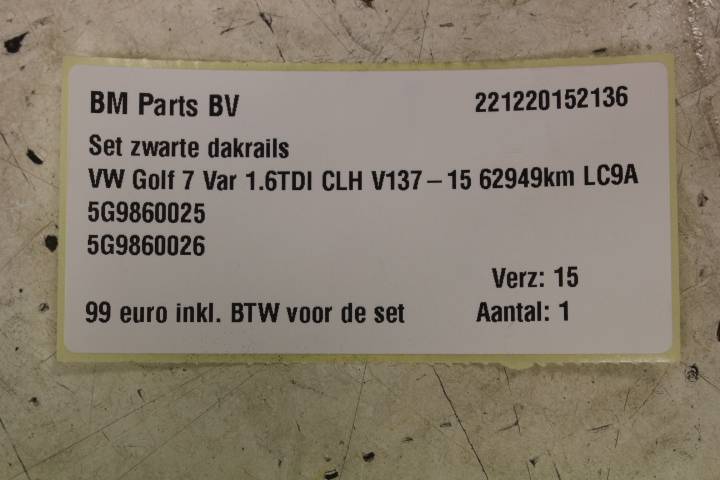 BM Parts BV 221220152136
Set zwarte dakrails
VW Golf 7 Var 1.6TDI CLH V137-15 62949km LC9A
5G9860025
5G9860026
Verz: 15
99 euro inkl. BTW voor de set Aantal: 1